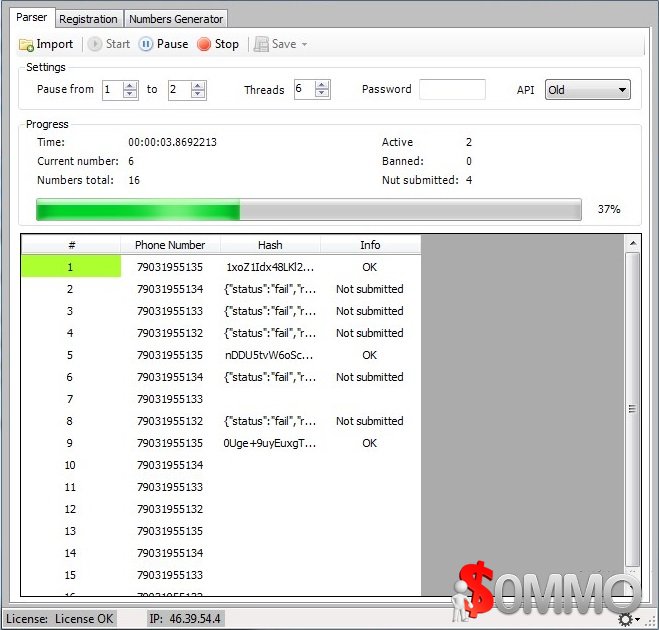 Parser Registration Numbers Generator
Import Start Pause Stop Save
Settings
Pause from 1 to 2 Threads 6 Password API Old
Progress
Time: 00:00:03.8692213 Active 2
Current number: 6 Banned: 0
Numbers total: 16 Nut submitted: 4
37%
# Phone Number Hash Info
1 79031955135 1xoZ1Idx48LKl2... OK
2 79031955134 {"status":"fail","r... Not submitted
3 79031955133 {"status":"fail","r... Not submitted
4 79031955132 {"status":"fail","r... Not submitted
5 79031955135 nDDU5tvW6oSc... OK
6 79031955134 {"status":"fail","r... Not submitted
7 79031955133
8 79031955132 {"status":"fail","r... Not submitted
9 79031955135 0Uge+9uyEuxgT... OK
10 79031955134
11 79031955133
12 79031955132
13 79031955135
14 79031955134
15 79031955133
$OMMO
License: License OK IP: 46.39.54.4